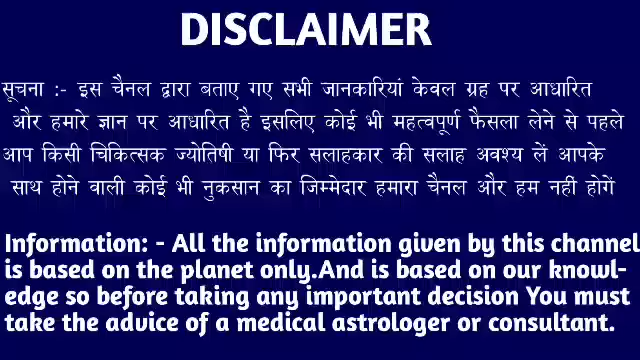 DISCLAIMER
सूचना :- इस चैनल द्वारा बताए गए सभी जानकारियां केवल ग्रह पर आधारित
और हमारे ज्ञान पर आधारित है इसलिए कोई भी महत्वपूर्ण फैसला लेने से पहले
आप किसी चिकित्सक ज्योतिषी या फिर सलाहकार की सलाह अवश्य लें आपके
साथ होने वाली कोई भी नुकसान का जिम्मेदार हमारा चैनल और हम नहीं होगें
Information: - All the information given by this channel
is based on the planet only.And is based on our knowl-
edge so before taking any important decision You must
take the advice of a medical astrologer or consultant.